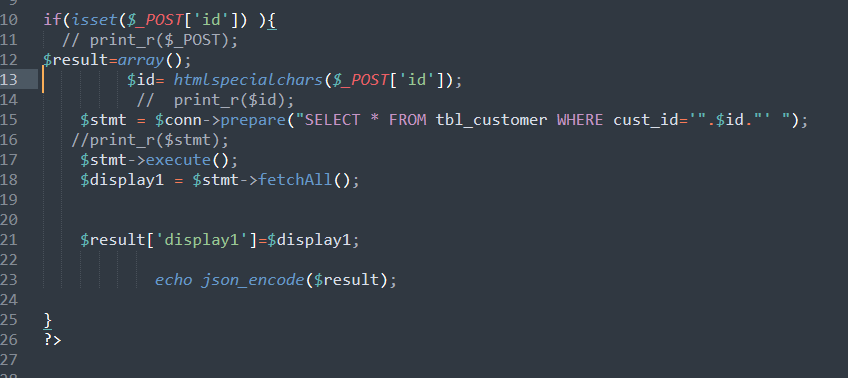 10 if(isset($_POST['id']) ){
11 // print_r($_POST);
12 $result=array();
13 $id= htmlspecialchars($_POST['id']);
14 // print_r($id);
15 $stmt = $conn->prepare("SELECT * FROM tbl_customer WHERE cust_id='".$id."' ");
16 //print_r($stmt);
17 $stmt->execute();
18 $display1 = $stmt->fetchAll();
19
20
21 $result['display1']=$display1;
22
23 echo json_encode($result);
24
25 }
26 ?>
27